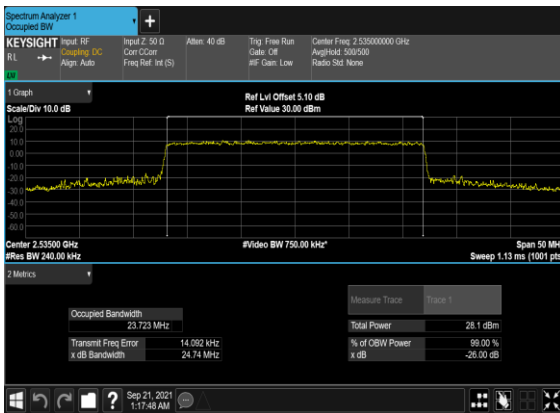 Spectrum Analyzer 1
Occupied BW
KEYSIGHT
RL
Input: RF
Coupling: DC
Align: Auto
Input Z: 50 Ω
Corr CCorr
Freq Ref: Int (S)
Atten: 40 dB
Trig: Free Run
Gate: Off
#IF Gain: Low
Center Freq: 2.535000000 GHz
Avg|Hold: 500/500
Radio Std: None
1 Graph
Scale/Div 10.0 dB
Ref Lvl Offset 5.10 dB
Ref Value 30.00 dBm
Log
20.0
10.0
0.00
-10.0
-20.0
-30.0
-40.0
-50.0
-60.0
Center 2.53500 GHz
#Res BW 240.00 kHz
#Video BW 750.00 kHz*
Span 50 MH
Sweep 1.13 ms (1001 pts
2 Metrics
Measure Trace
Trace 1
Occupied Bandwidth
23.723 MHz
Total Power
28.1 dBm
Transmit Freq Error
14.092 kHz
% of OBW Power
99.00 %
x dB Bandwidth
24.74 MHz
x dB
-26.00 dB
Sep 21, 2021
1:17:48 AM